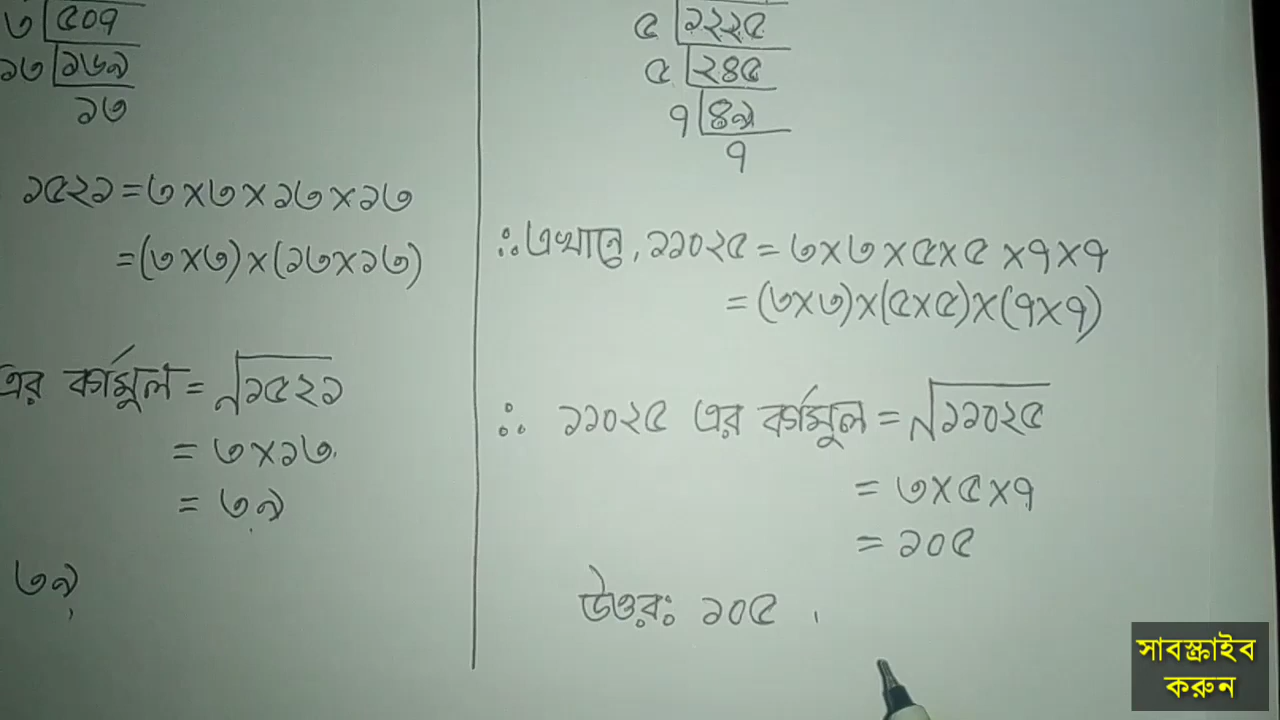 ৩ ৫০৭
১৩ ১৬৯
১৩
১৫২১ = ৩×৩×১৩×১৩
= (৩×৩)×(১৩×১৩)
এর বর্গমূল = √১৫২১
= ৩×১৩
= ৩৯
৩৯
৫ ১২২৫
৫ ২৪৫
৭ ৪৯
৭
∴ এখানে, ১১০২৫ = ৩×৩×৫×৫×৭×৭
= (৩×৩)×(৫×৫)×(৭×৭)
∴ ১১০২৫ এর বর্গমূল = √১১০২৫
= ৩×৫×৭
= ১০৫
উত্তর: ১০৫ ।
সাবস্ক্রাইব
করুন